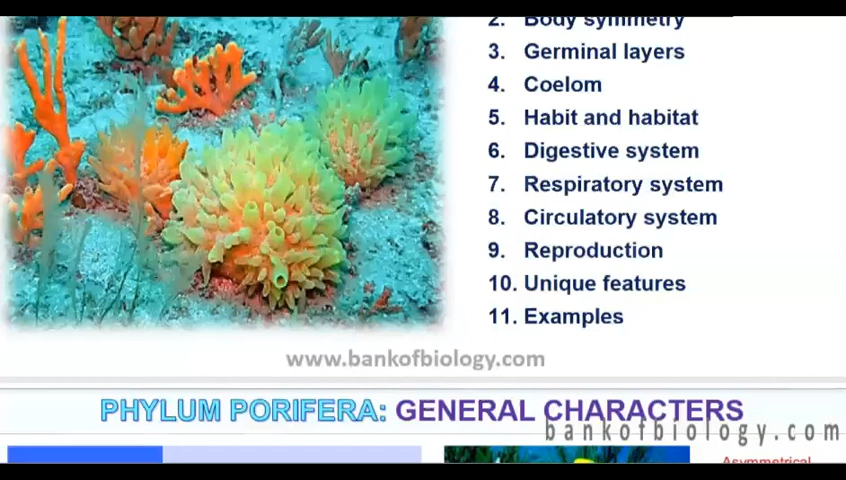 2. Body symmetry
3. Germinal layers
4. Coelom
5. Habit and habitat
6. Digestive system
7. Respiratory system
8. Circulatory system
9. Reproduction
10. Unique features
11. Examples
www.bankofbiology.com
PHYLUM PORIFERA: GENERAL CHARACTERS
bankofbiology.com
Asymmetrical